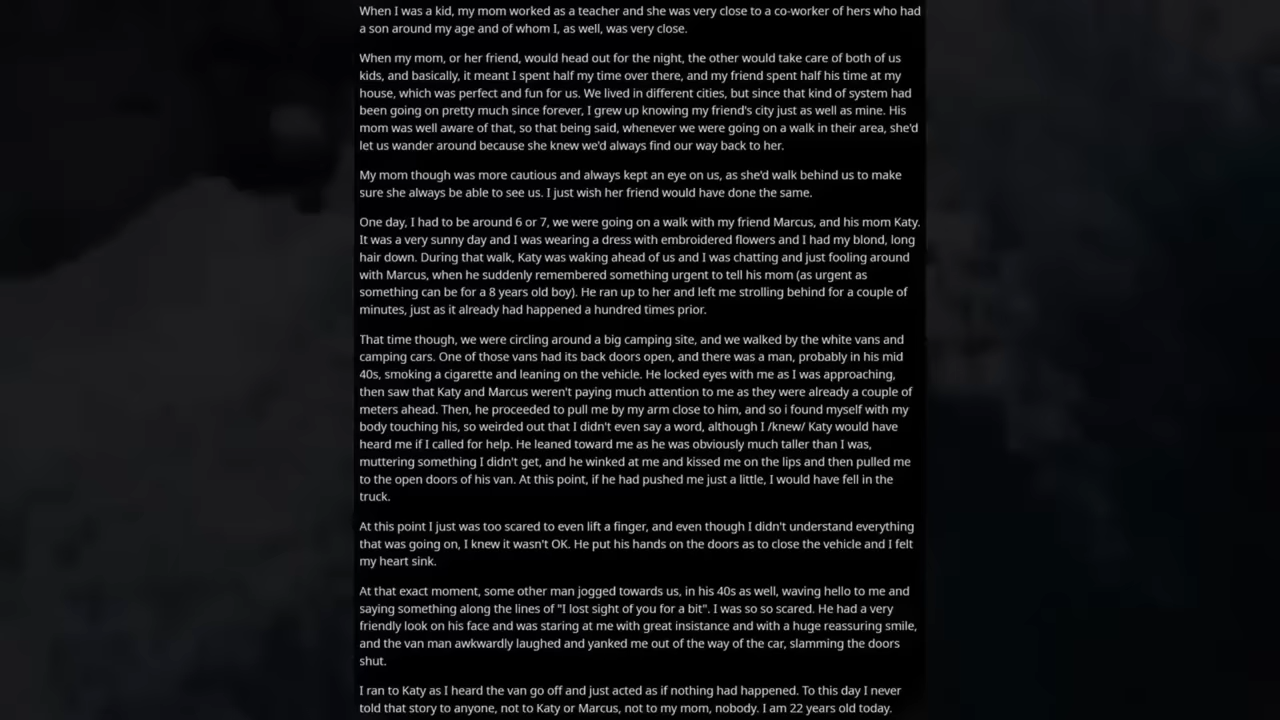 When I was a kid, my mom worked as a teacher and she was very close to a co-worker of hers who had
a son around my age and of whom I, as well, was very close.
When my mom, or her friend, would head out for the night, the other would take care of both of us
kids, and basically, it meant I spent half my time over there, and my friend spent half his time at my
house, which was perfect and fun for us. We lived in different cities, but since that kind of system had
been going on pretty much since forever, I grew up knowing my friend's city just as well as mine. His
mom was well aware of that, so that being said, whenever we were going on a walk in their area, she'd
let us wander around because she knew we'd always find our way back to her.
My mom though was more cautious and always kept an eye on us, as she'd walk behind us to make
sure she always be able to see us. I just wish her friend would have done the same.
One day, I had to be around 6 or 7, we were going on a walk with my friend Marcus, and his mom Katy.
It was a very sunny day and I was wearing a dress with embroidered flowers and I had my blond, long
hair down. During that walk, Katy was waking ahead of us and I was chatting and just fooling around
with Marcus, when he suddenly remembered something urgent to tell his mom (as urgent as
something can be for a 8 years old boy). He ran up to her and left me strolling behind for a couple of
minutes, just as it already had happened a hundred times prior.
That time though, we were circling around a big camping site, and we walked by the white vans and
camping cars. One of those vans had its back doors open, and there was a man, probably in his mid
40s, smoking a cigarette and leaning on the vehicle. He locked eyes with me as I was approaching,
then saw that Katy and Marcus weren't paying much attention to me as they were already a couple of
meters ahead. Then, he proceeded to pull me by my arm close to him, and so i found myself with my
body touching his, so weirded out that I didn't even say a word, although I /knew/ Katy would have
heard me if I called for help. He leaned toward me as he was obviously much taller than I was,
muttering something I didn't get, and he winked at me and kissed me on the lips and then pulled me
to the open doors of his van. At this point, if he had pushed me just a little, I would have fell in the
truck.
At this point I just was too scared to even lift a finger, and even though I didn't understand everything
that was going on, I knew it wasn't OK. He put his hands on the doors as to close the vehicle and I felt
my heart sink.
At that exact moment, some other man jogged towards us, in his 40s as well, waving hello to me and
saying something along the lines of "I lost sight of you for a bit". I was so so scared. He had a very
friendly look on his face and was staring at me with great insistance and with a huge reassuring smile,
and the van man awkwardly laughed and yanked me out of the way of the car, slamming the doors
shut.
I ran to Katy as I heard the van go off and just acted as if nothing had happened. To this day I never
told that story to anyone, not to Katy or Marcus, not to my mom, nobody. I am 22 years old today.